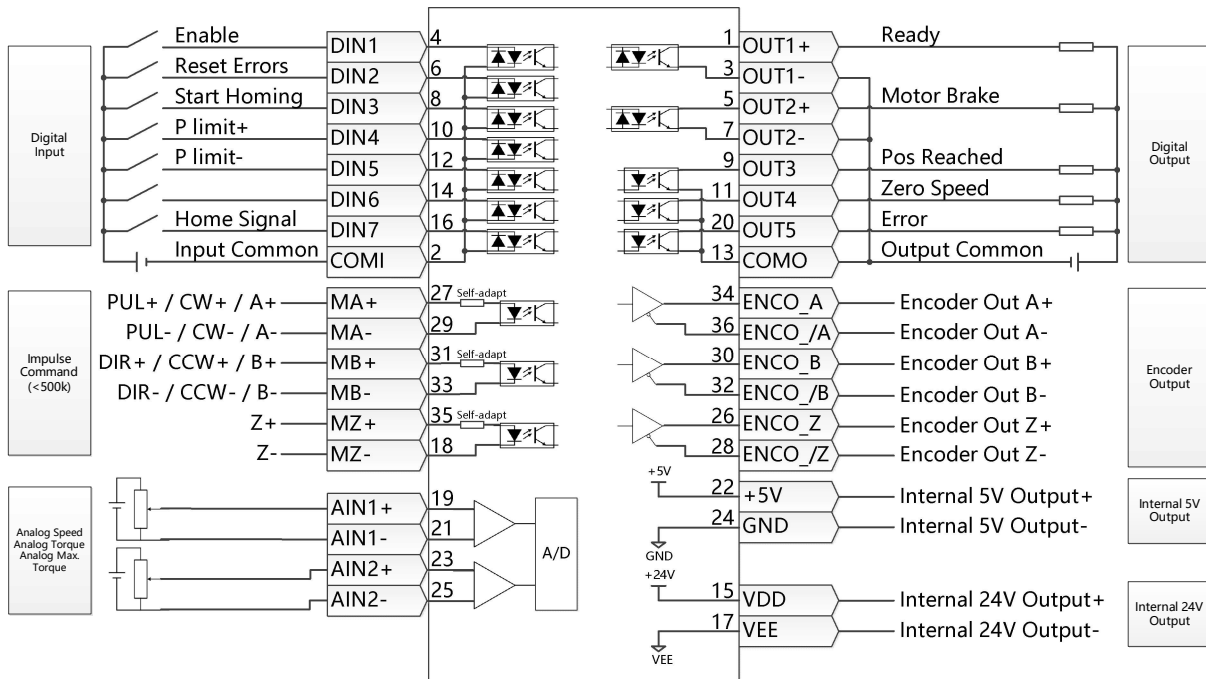 Digital
Input
Enable
DIN1
4
Reset Errors
DIN2
6
Start Homing
DIN3
8
P limit+
DIN4
10
P limit-
DIN5
12
DIN6
14
Home Signal
DIN7
16
Input Common
COMI
2
1
OUT1+
Ready
3
OUT1-
5
OUT2+
Motor Brake
7
OUT2-
9
OUT3
Pos Reached
11
OUT4
Zero Speed
20
OUT5
Error
13
COMO
Output Common
Digital
Output
Impulse
Command
(<500k)
PUL+ / CW+ / A+
MA+
27
Self-adapt
PUL- / CW- / A-
MA-
29
DIR+ / CCW+ / B+
MB+
31
Self-adapt
DIR- / CCW- / B-
MB-
33
Z+
MZ+
35
Self-adapt
Z-
MZ-
18
34
ENCO_A
Encoder Out A+
36
ENCO_/A
Encoder Out A-
30
ENCO_B
Encoder Out B+
32
ENCO_/B
Encoder Out B-
26
ENCO_Z
Encoder Out Z+
28
ENCO_/Z
Encoder Out Z-
Encoder
Output
Analog Speed
Analog Torque
Analog Max.
Torque
AIN1+
19
AIN1-
21
AIN2+
23
AIN2-
25
A/D
+5V
22
+5V
Internal 5V Output+
24
GND
Internal 5V Output-
GND
Internal 5V
Output
+24V
15
VDD
Internal 24V Output+
17
VEE
Internal 24V Output-
VEE
Internal 24V
Output